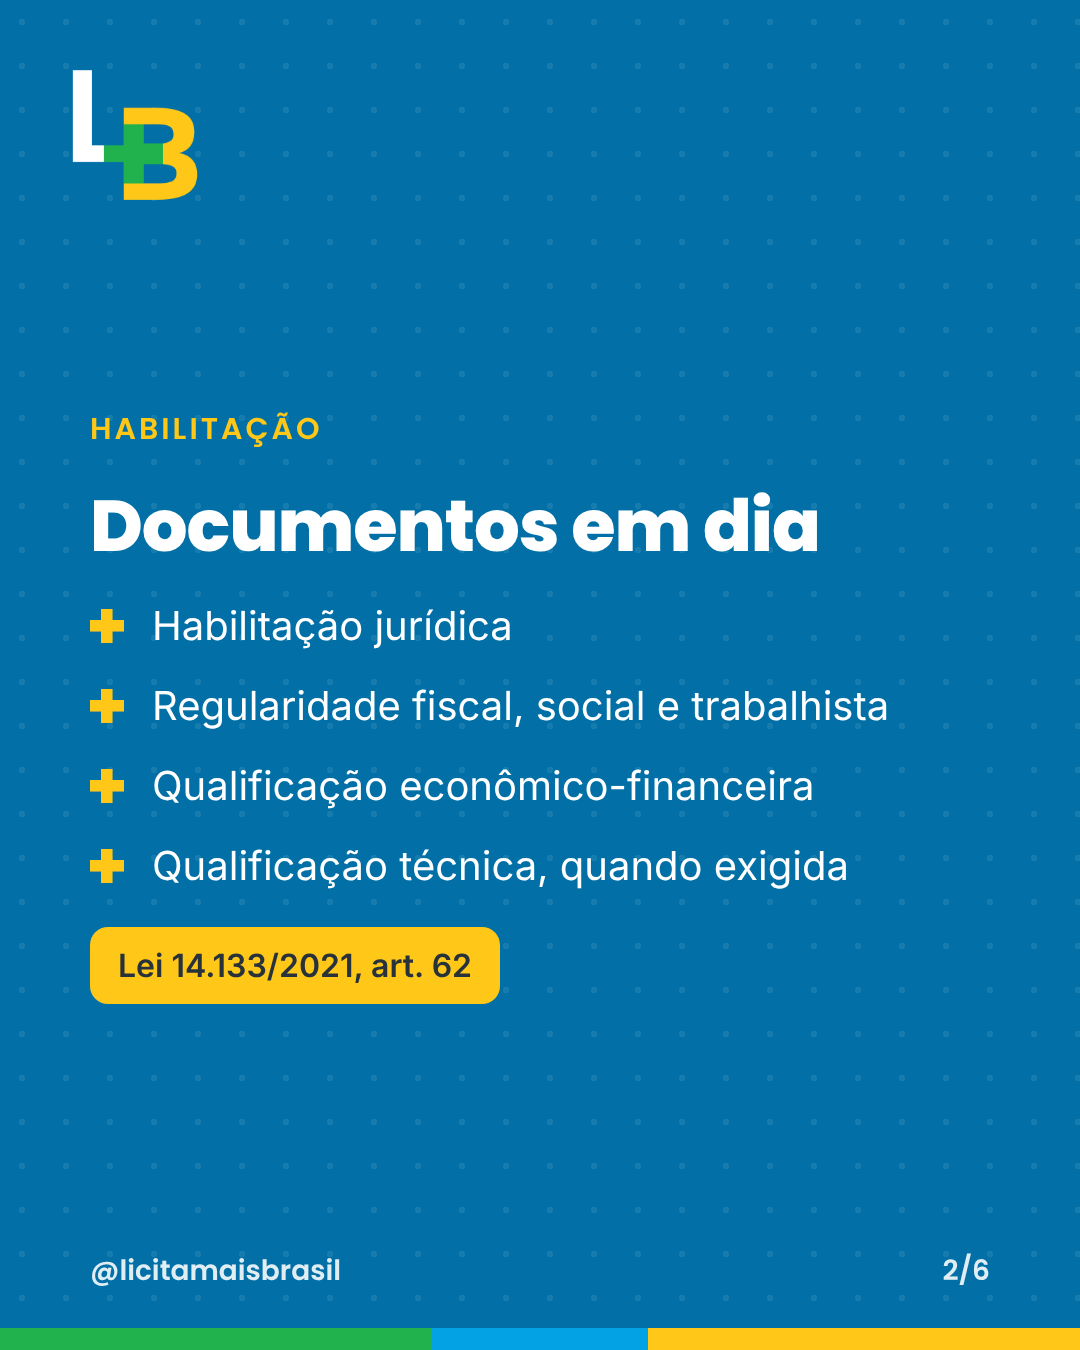 L+B
HABILITAÇÃO
Documentos em dia
Habilitação jurídica
Regularidade fiscal, social e trabalhista
Qualificação econômico-financeira
Qualificação técnica, quando exigida
Lei 14.133/2021, art. 62
@licitamaisbrasil
2/6